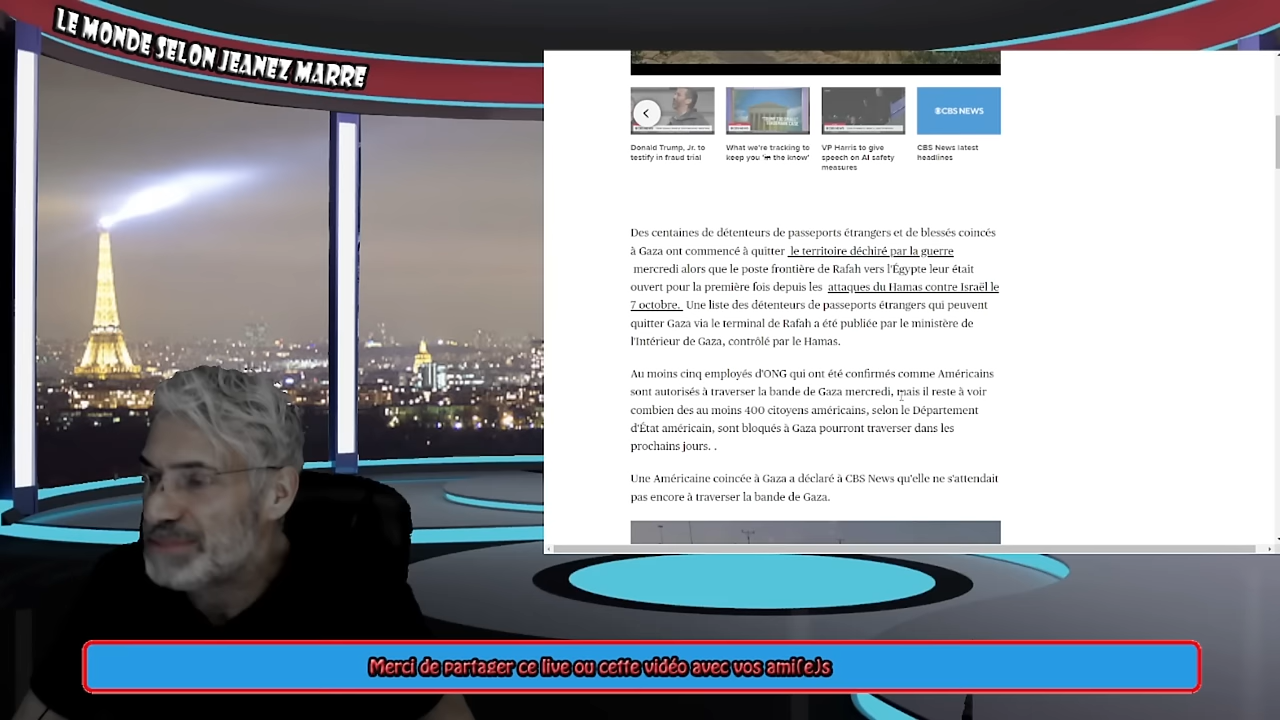 LE MONDE SELON JEANEZ MARRE
CBS NEWS
Donald Trump, Jr. to
testify in fraud trial
What we're tracking to
keep you "in the know"
VP Harris to give
speech on AI safety
measures
CBS News latest
headlines
Des centaines de détenteurs de passeports étrangers et de blessés coincés
à Gaza ont commencé à quitter le territoire déchiré par la guerre
mercredi alors que le poste frontière de Rafah vers l'Égypte leur était
ouvert pour la première fois depuis les attaques du Hamas contre Israël le
7 octobre. Une liste des détenteurs de passeports étrangers qui peuvent
quitter Gaza via le terminal de Rafah a été publiée par le ministère de
l'Intérieur de Gaza, contrôlé par le Hamas.
Au moins cinq employés d'ONG qui ont été confirmés comme Américains
sont autorisés à traverser la bande de Gaza mercredi, mais il reste à voir
combien des au moins 400 citoyens américains, selon le Département
d'État américain, sont bloqués à Gaza pourront traverser dans les
prochains jours. .
Une Américaine coincée à Gaza a déclaré à CBS News qu'elle ne s'attendait
pas encore à traverser la bande de Gaza.
Merci de partager ce live ou cette vidéo avec vos ami(e)s